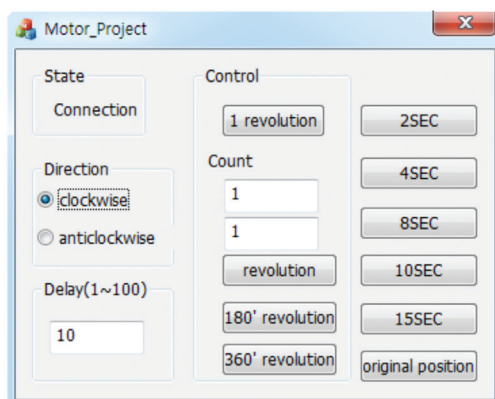 Motor_Project
State
Connection
Direction
clockwise
anticlockwise
Delay(1~100)
10
Control
1 revolution
Count
1
1
revolution
180' revolution
360' revolution
2SEC
4SEC
8SEC
10SEC
15SEC
original position